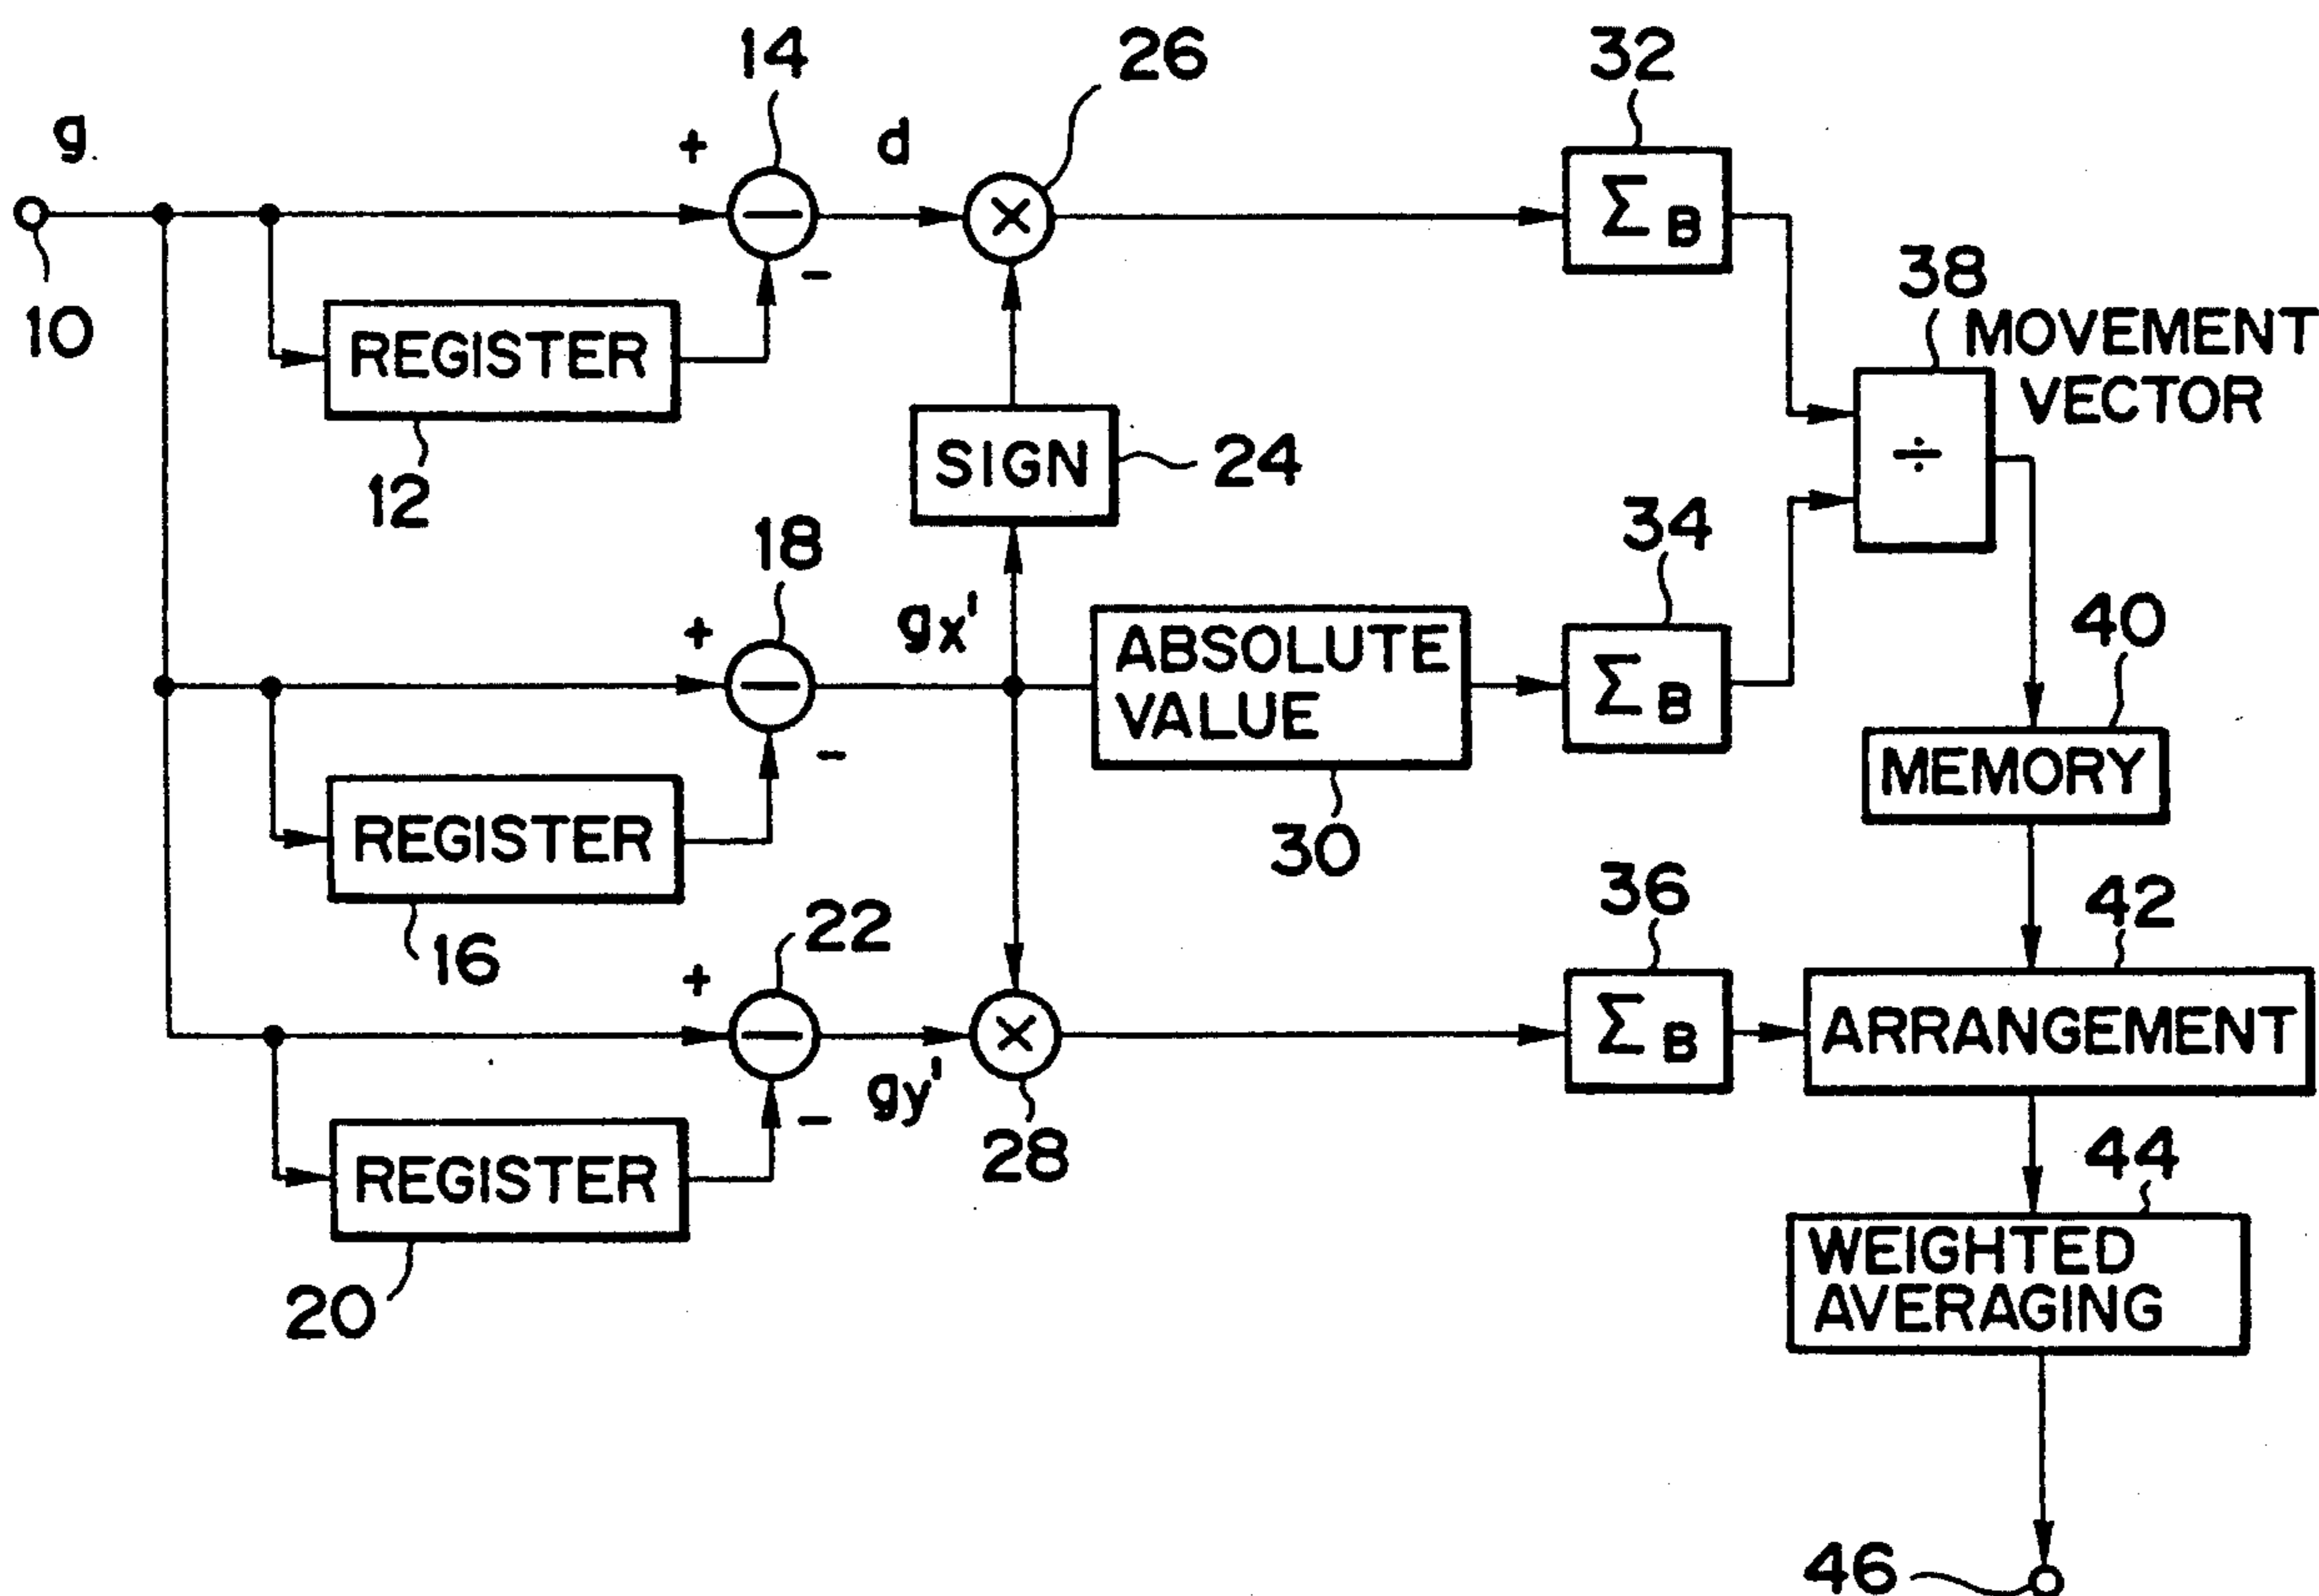 14
26
32
g
+
d
10
−
×
Σ B
38
MOVEMENT
VECTOR
REGISTER
−
12
SIGN
24
÷
18
34
+
gx'
40
−
ABSOLUTE
VALUE
Σ B
−
MEMORY
REGISTER
30
16
22
36
42
+
−
×
Σ B
ARRANGEMENT
gy'
28
−
44
REGISTER
20
WEIGHTED
AVERAGING
46